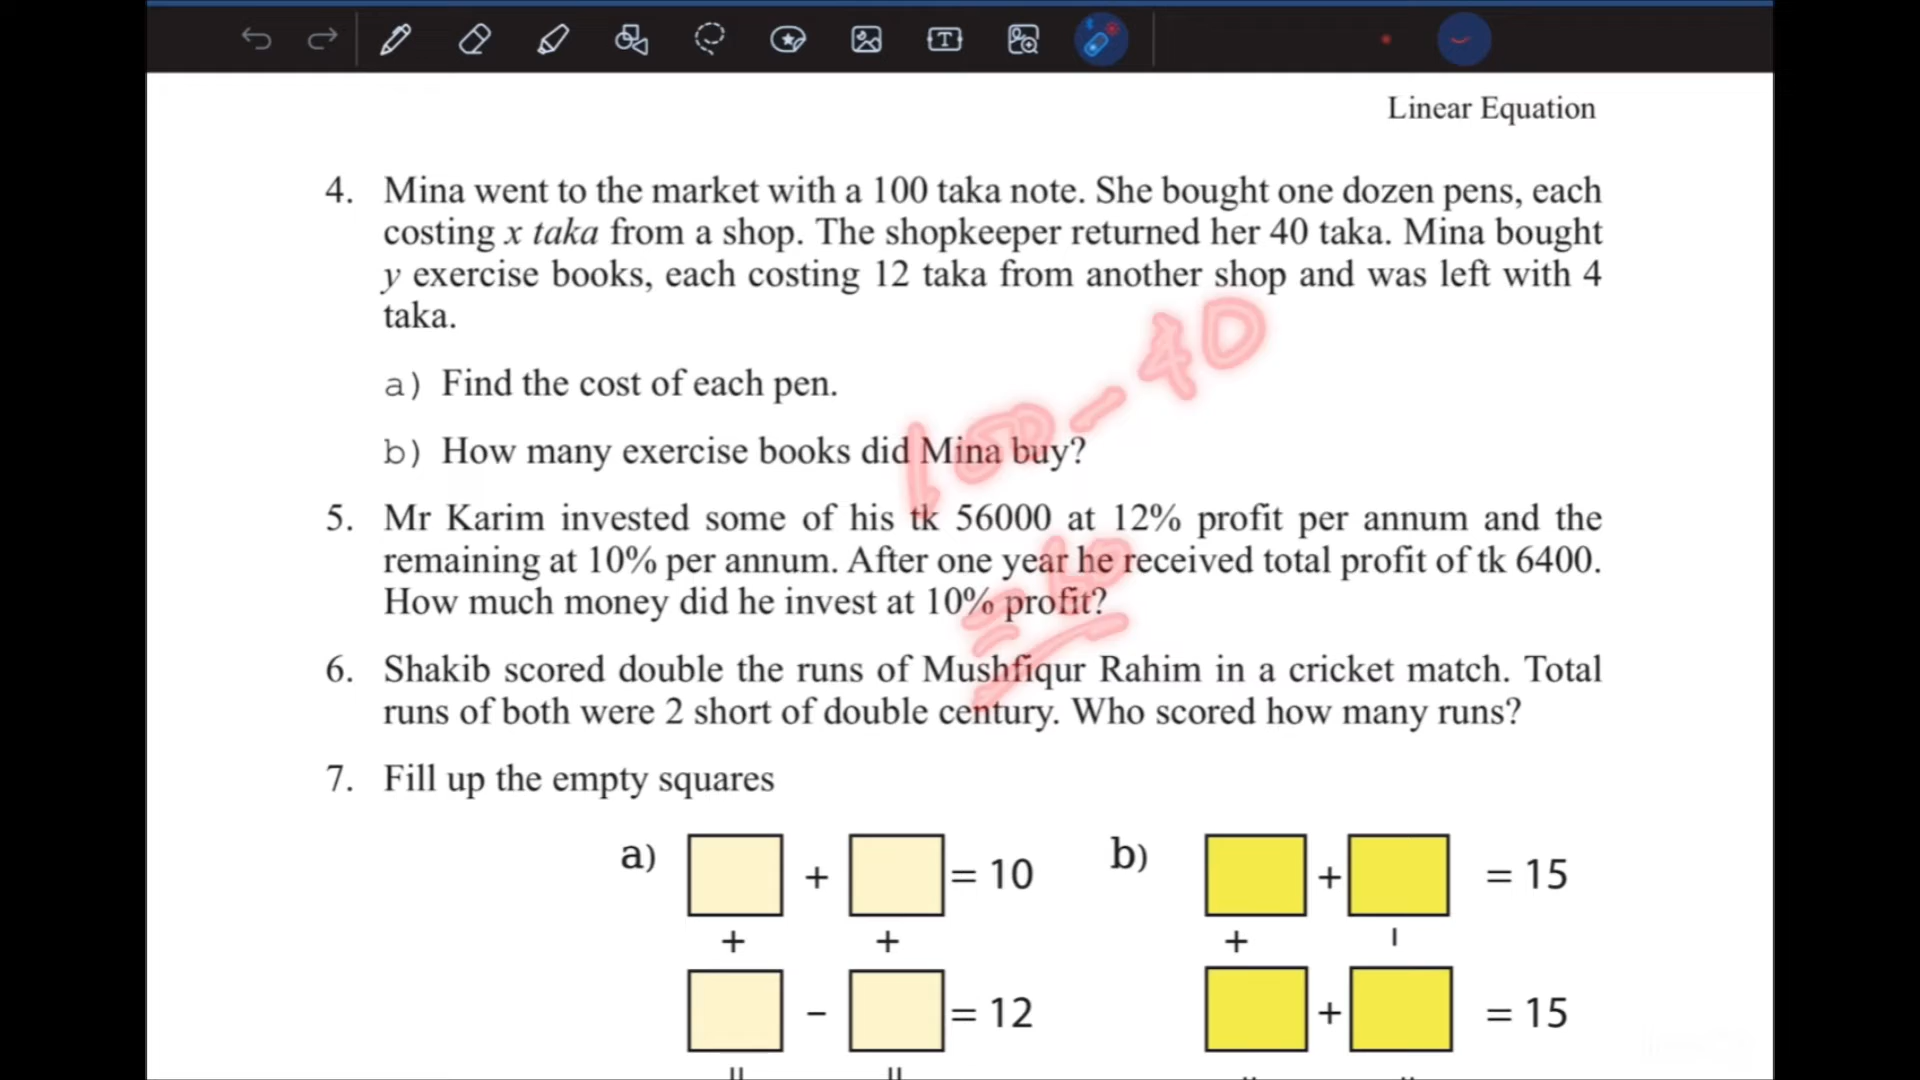 Linear Equation
4. Mina went to the market with a 100 taka note. She bought one dozen pens, each
costing x taka from a shop. The shopkeeper returned her 40 taka. Mina bought
y exercise books, each costing 12 taka from another shop and was left with 4
taka.
a) Find the cost of each pen.
b) How many exercise books did Mina buy?
100 - 40
= 60
5. Mr Karim invested some of his tk 56000 at 12% profit per annum and the
remaining at 10% per annum. After one year he received total profit of tk 6400.
How much money did he invest at 10% profit?
6. Shakib scored double the runs of Mushfiqur Rahim in a cricket match. Total
runs of both were 2 short of double century. Who scored how many runs?
7. Fill up the empty squares
a) + = 10 b) + = 15
+ + + -
- = 12 + = 15